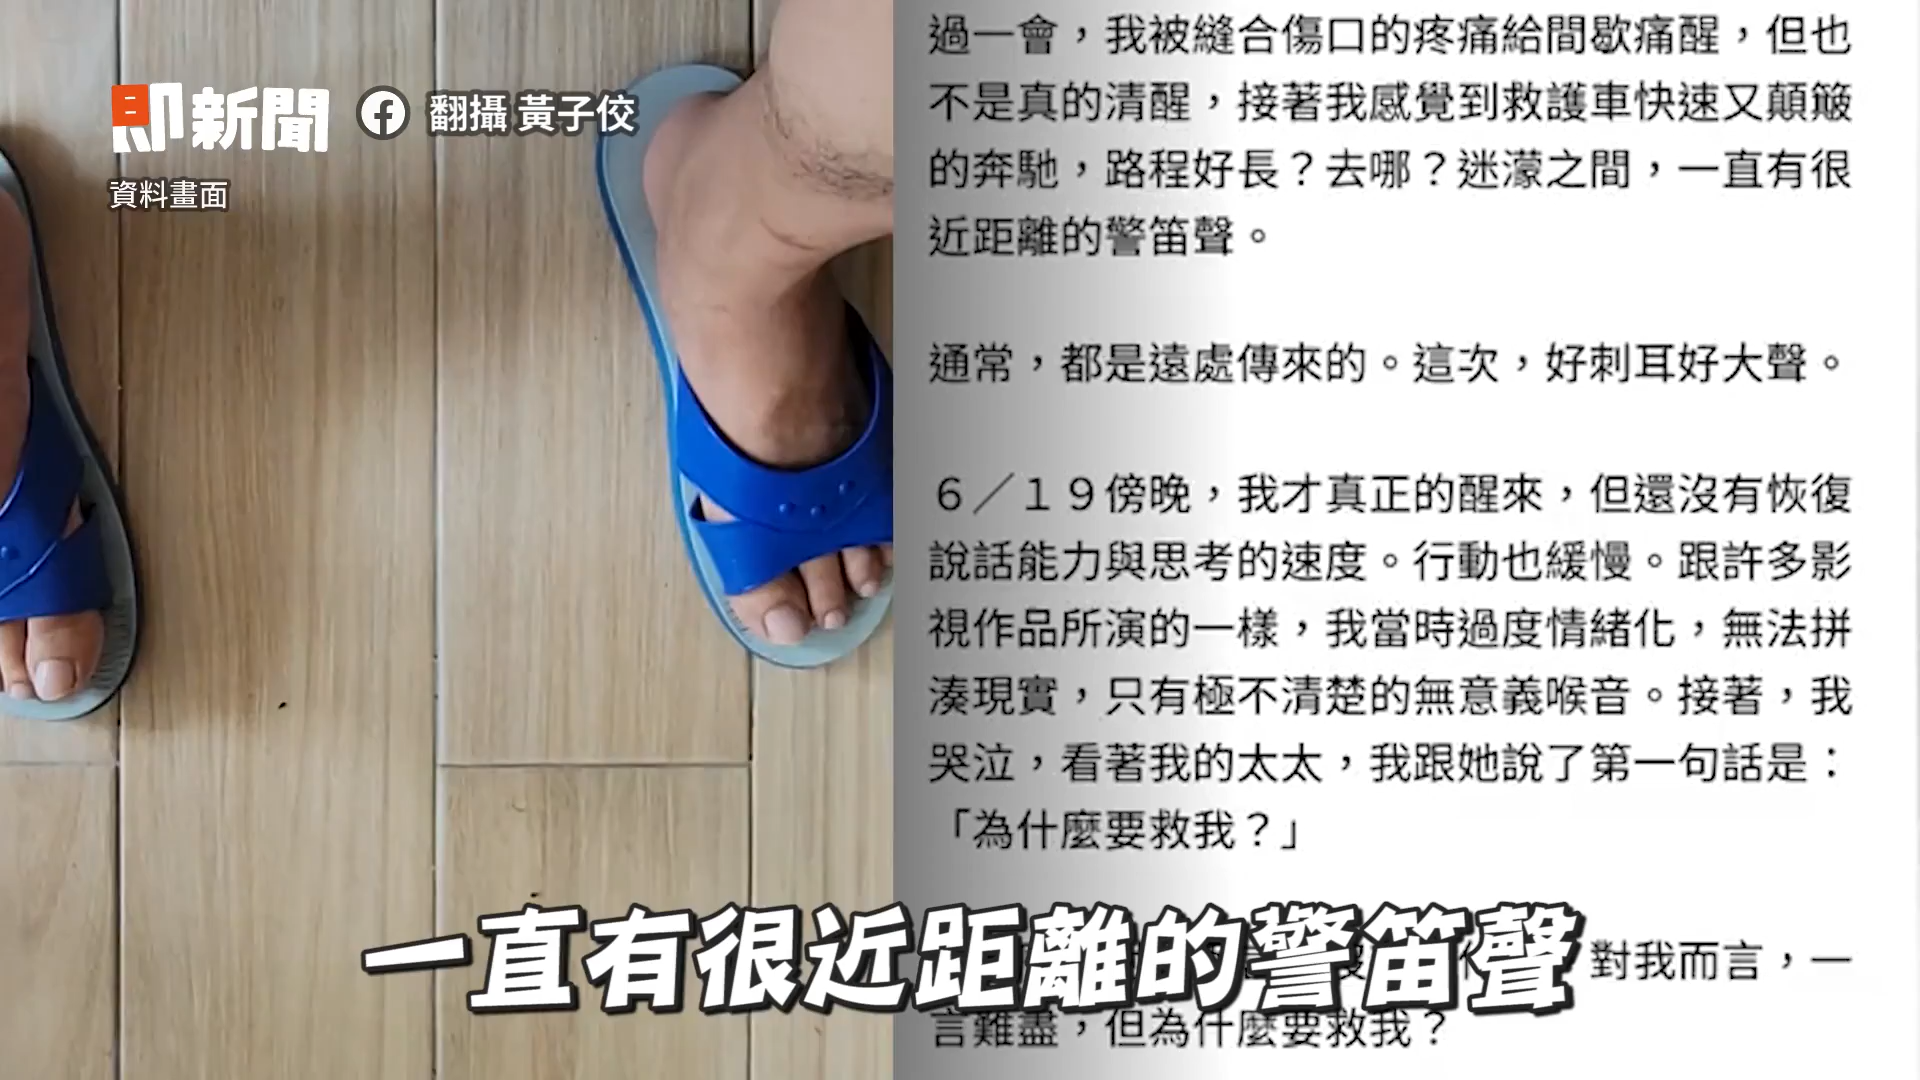 即新聞
翻攝 黃子佼
資料畫面
過一會，我被縫合傷口的疼痛給間歇痛醒，但也
不是真的清醒，接著我感覺到救護車快速又顛簸
的奔馳，路程好長？去哪？迷濛之間，一直有很
近距離的警笛聲。
通常，都是遠處傳來的。這次，好刺耳好大聲。
６／１９傍晚，我才真正的醒來，但還沒有恢復
說話能力與思考的速度。行動也緩慢。跟許多影
視作品所演的一樣，我當時過度情緒化，無法拼
湊現實，只有極不清楚的無意義喉音。接著，我
哭泣，看著我的太太，我跟她說了第一句話是：
「為什麼要救我？」
對我而言，一
言難盡，但為什麼要救我？
一直有很近距離的警笛聲